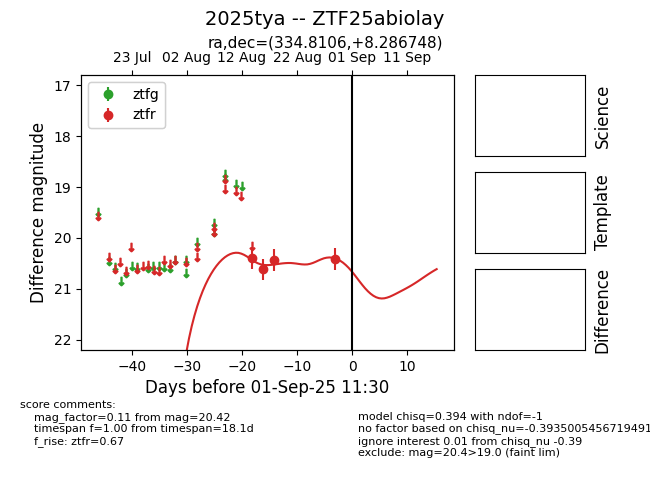 2025tya -- ZTF25abiolay
ra,dec=(334.8106,+8.286748)
23 Jul 02 Aug 12 Aug 22 Aug 01 Sep 11 Sep
ztfg
ztfr
17
18
19
20
21
22
Difference magnitude
−40 −30 −20 −10 0 10
Days before 01-Sep-25 11:30
Science
Template
Difference
score comments:
mag_factor=0.11 from mag=20.42
timespan f=1.00 from timespan=18.1d
f_rise: ztfr=0.67
model chisq=0.394 with ndof=-1
no factor based on chisq_nu=-0.3935005456719491
ignore interest 0.01 from chisq_nu -0.39
exclude: mag=20.4>19.0 (faint lim)